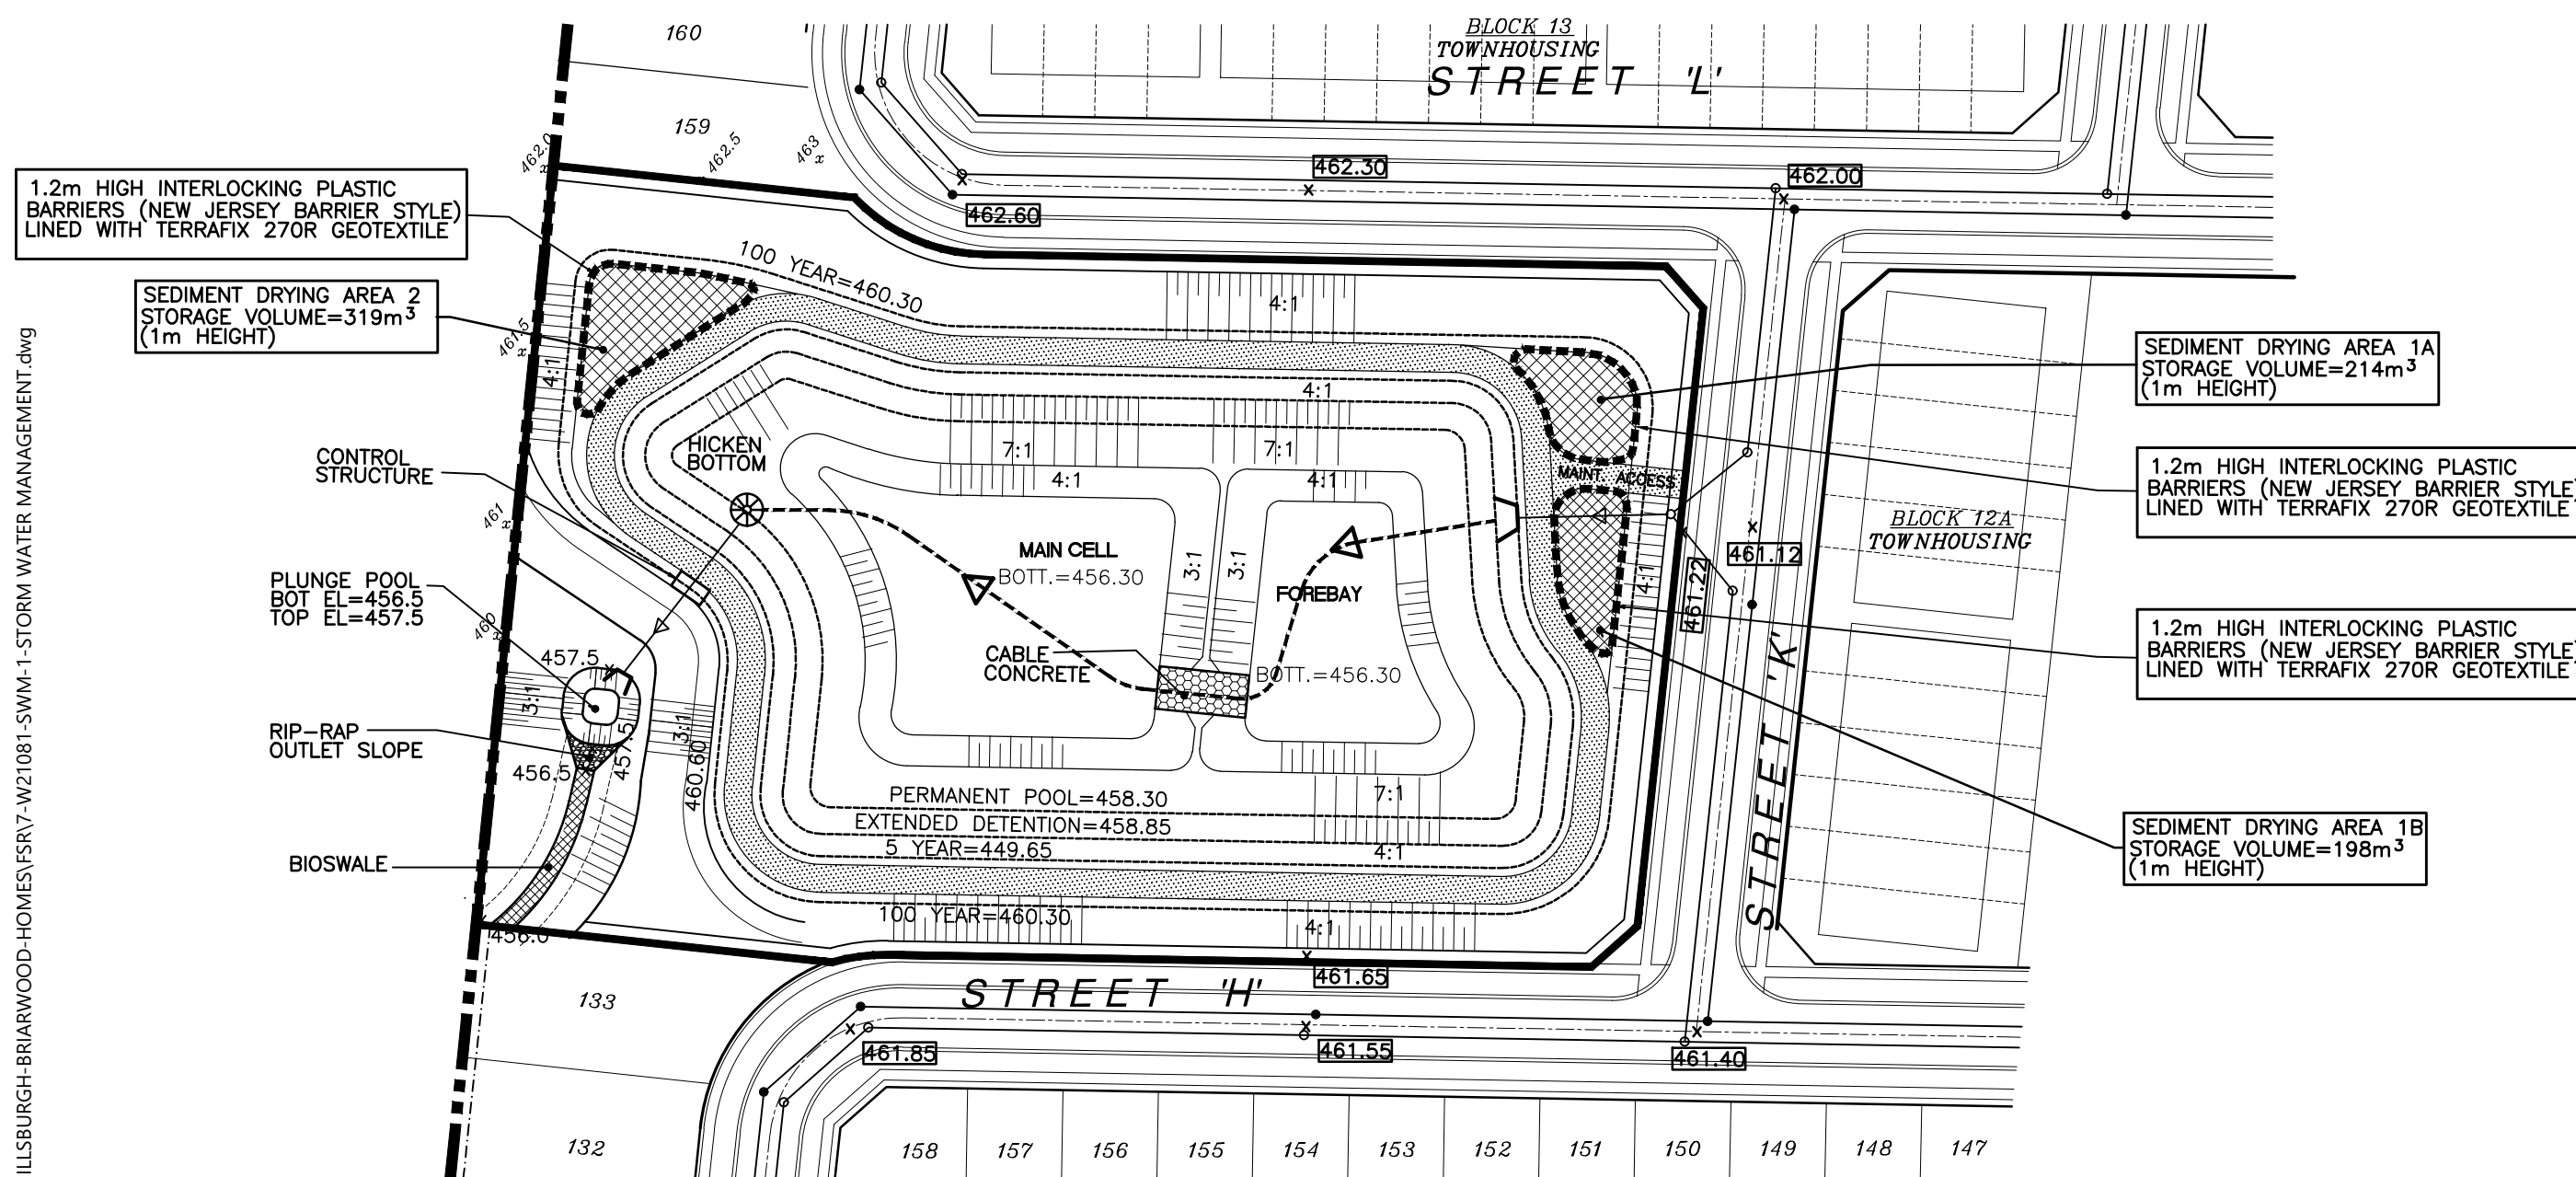 160
BLOCK 13
TOWNHOUSING
STREET 'L'
159
462.0
x
462.5
463
x
462.30
x
462.00
x
x
462.60
1.2m HIGH INTERLOCKING PLASTIC
BARRIERS (NEW JERSEY BARRIER STYLE)
LINED WITH TERRAFIX 270R GEOTEXTILE
SEDIMENT DRYING AREA 2
STORAGE VOLUME=319m³
(1m HEIGHT)
100 YEAR=460.30
4:1
461.5
x
4:1
4:1
SEDIMENT DRYING AREA 1A
STORAGE VOLUME=214m³
(1m HEIGHT)
CONTROL
STRUCTURE
HICKEN
BOTTOM
7:1
7:1
4:1
4:1
MAINT ACCESS
1.2m HIGH INTERLOCKING PLASTIC
BARRIERS (NEW JERSEY BARRIER STYLE
LINED WITH TERRAFIX 270R GEOTEXTILE
461
x
BLOCK 12A
TOWNHOUSING
x
461.12
461.22
4:1
MAIN CELL
BOTT.=456.30
3:1
3:1
FOREBAY
PLUNGE POOL
BOT EL=456.5
TOP EL=457.5
460
x
1.2m HIGH INTERLOCKING PLASTIC
BARRIERS (NEW JERSEY BARRIER STYLE
LINED WITH TERRAFIX 270R GEOTEXTILE
457.5
x
CABLE
CONCRETE
BOTT.=456.30
3:1
3:1
RIP-RAP
OUTLET SLOPE
457.5
456.5
460.60
STREET 'K'
PERMANENT POOL=458.30
7:1
EXTENDED DETENTION=458.85
5 YEAR=449.65
4:1
SEDIMENT DRYING AREA 1B
STORAGE VOLUME=198m³
(1m HEIGHT)
BIOSWALE
100 YEAR=460.30
4:1
456.0
x
461.65
STREET 'H'
133
x
x
x
461.85
461.55
461.40
132
158
157
156
155
154
153
152
151
150
149
148
147
ILLSBURGH-BRIARWOOD-HOMES\FSR\7-W21081-SWM-1-STORM WATER MANAGEMENT.dwg